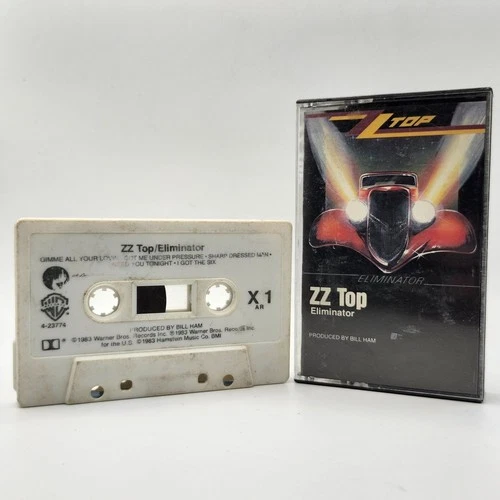 ZZ Top/Eliminator
GIMME ALL YOUR LOVIN' • GOT ME UNDER PRESSURE • SHARP DRESSED MAN •
NEED YOU TONIGHT • I GOT THE SIX
4-23774
X 1
AR
PRODUCED BY BILL HAM
©1983 Warner Bros. Records Inc. ℗1983 Warner Bros. Records Inc.
for the U.S. ©1983 Hamstein Music Co. BMI
ZZ TOP
ELIMINATOR
ZZ Top
Eliminator
PRODUCED BY BILL HAM